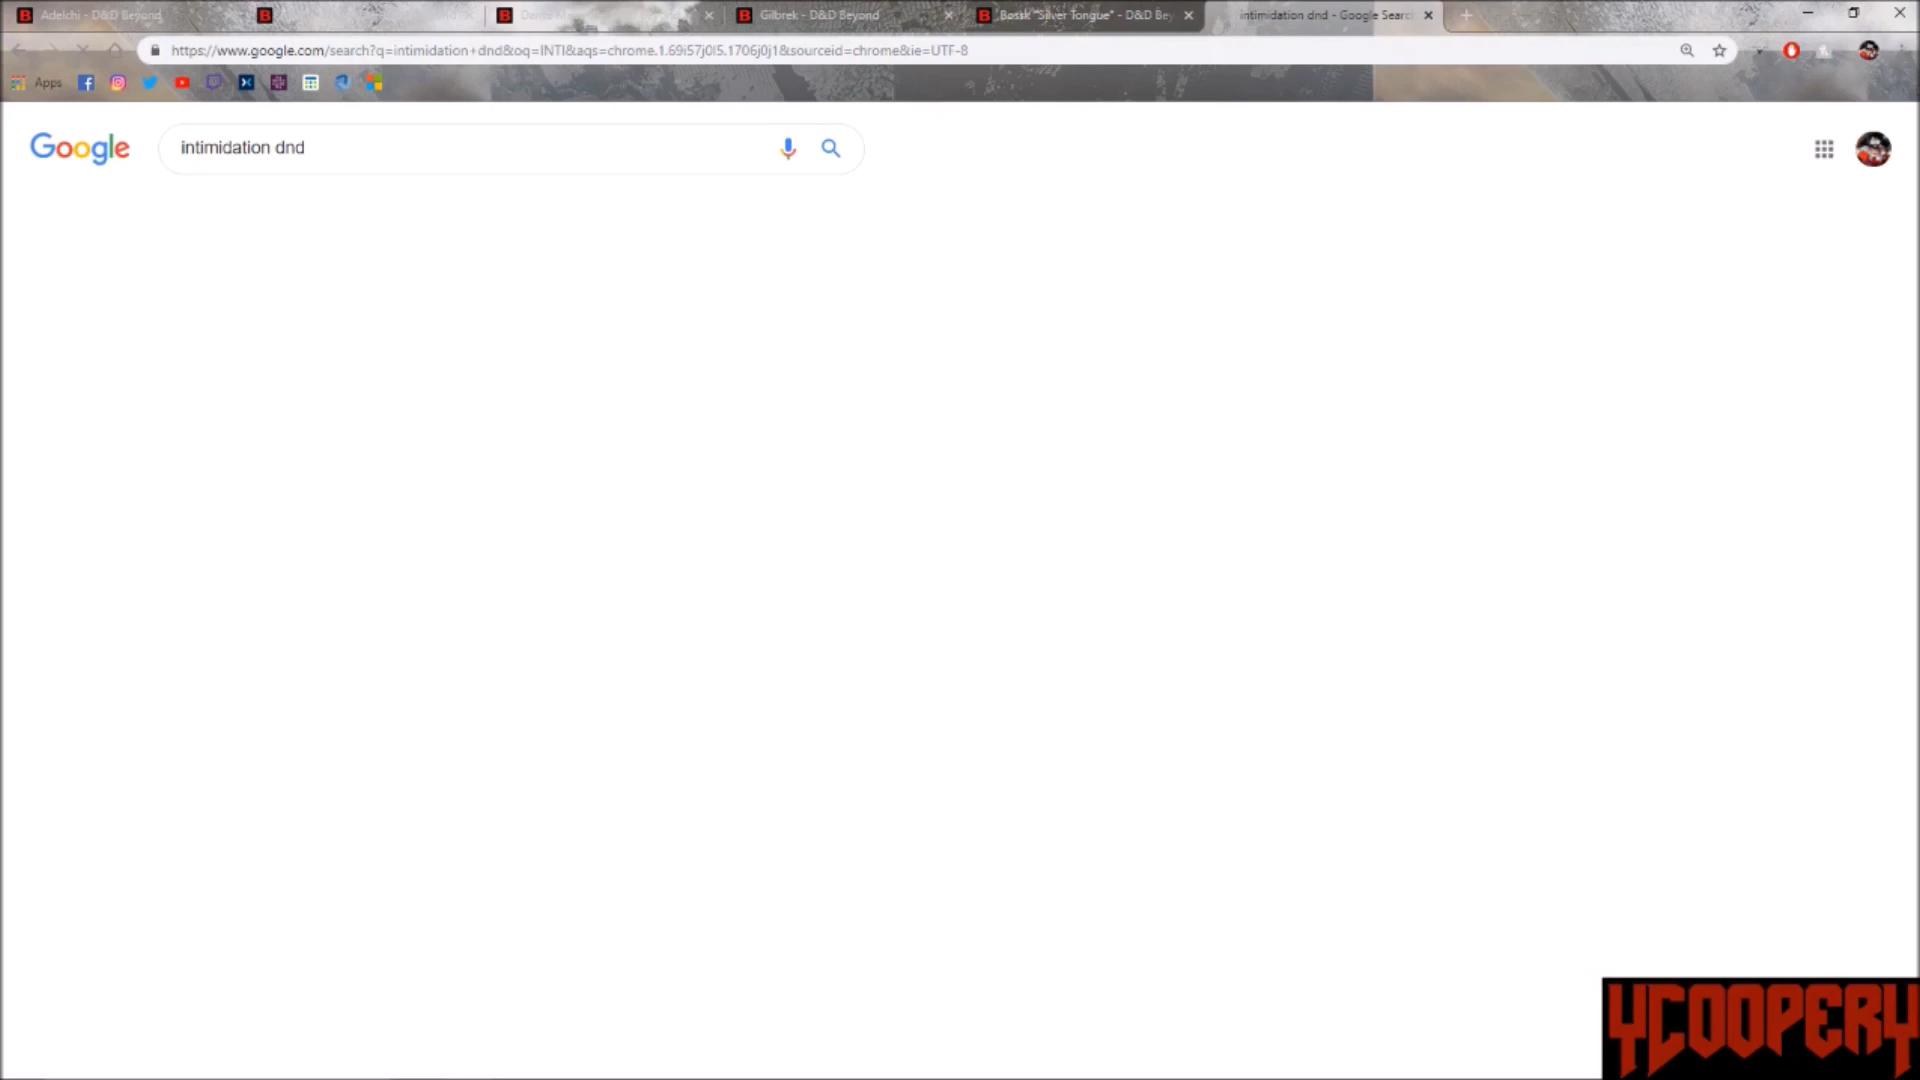 Adelchi - D&D Beyond
Gilbrek - D&D Beyond
Bossk "Silver Tongue" - D&D Be
intimidation dnd - Google Searc
https://www.google.com/search?q=intimidation+dnd&oq=INTI&aqs=chrome.1.69i57j0l5.1706j0j1&sourceid=chrome&ie=UTF-8
Apps
Google
intimidation dnd
YCOOPERY